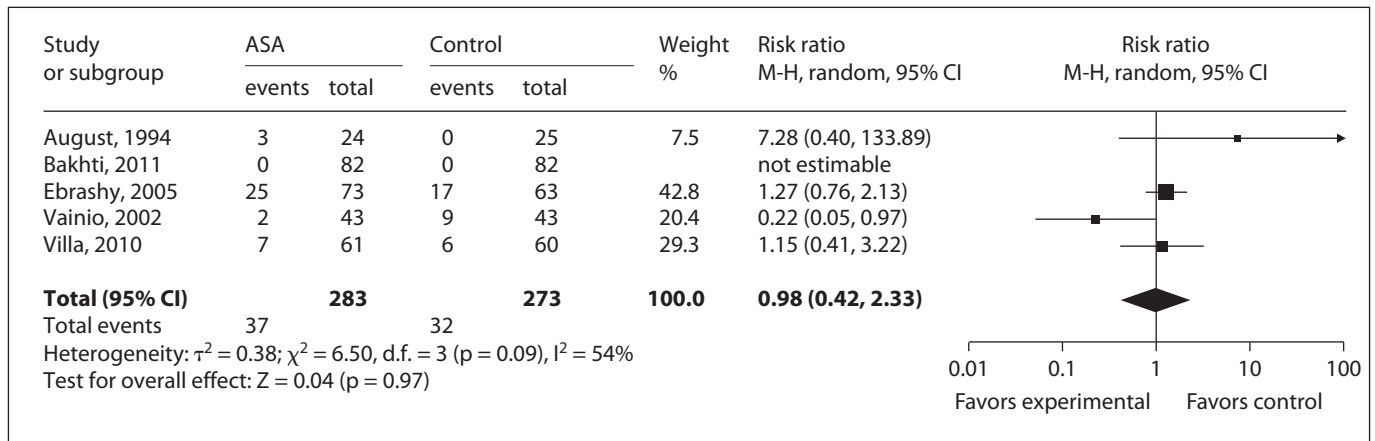 Study ASA Control Weight Risk ratio Risk ratio
or subgroup % M-H, random, 95% CI M-H, random, 95% CI
events total events total
August, 1994 3 24 0 25 7.5 7.28 (0.40, 133.89)
Bakhti, 2011 0 82 0 82 not estimable
Ebrashy, 2005 25 73 17 63 42.8 1.27 (0.76, 2.13)
Vainio, 2002 2 43 9 43 20.4 0.22 (0.05, 0.97)
Villa, 2010 7 61 6 60 29.3 1.15 (0.41, 3.22)
Total (95% CI) 283 273 100.0 0.98 (0.42, 2.33)
Total events 37 32
Heterogeneity: τ² = 0.38; χ² = 6.50, d.f. = 3 (p = 0.09), I² = 54%
Test for overall effect: Z = 0.04 (p = 0.97)
0.01 0.1 1 10 100
Favors experimental Favors control